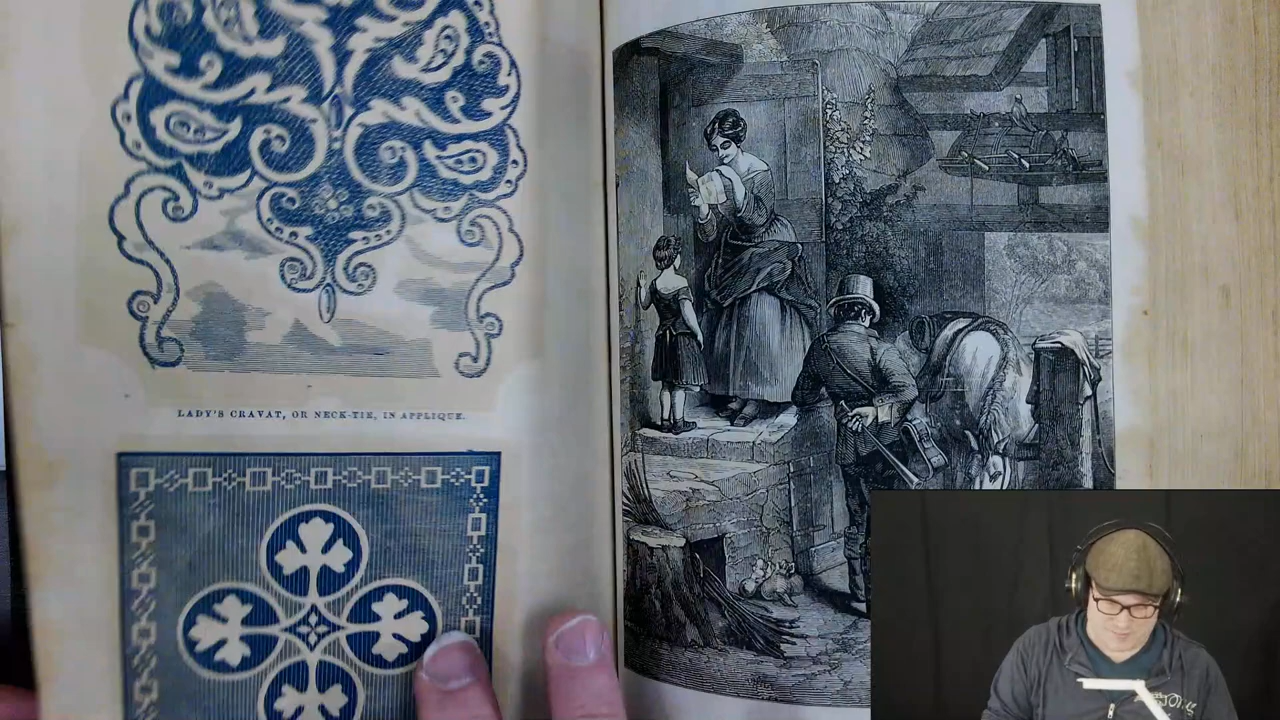 LADY'S CRAVAT, OR NECK-TIE, IN APPLIQUE.